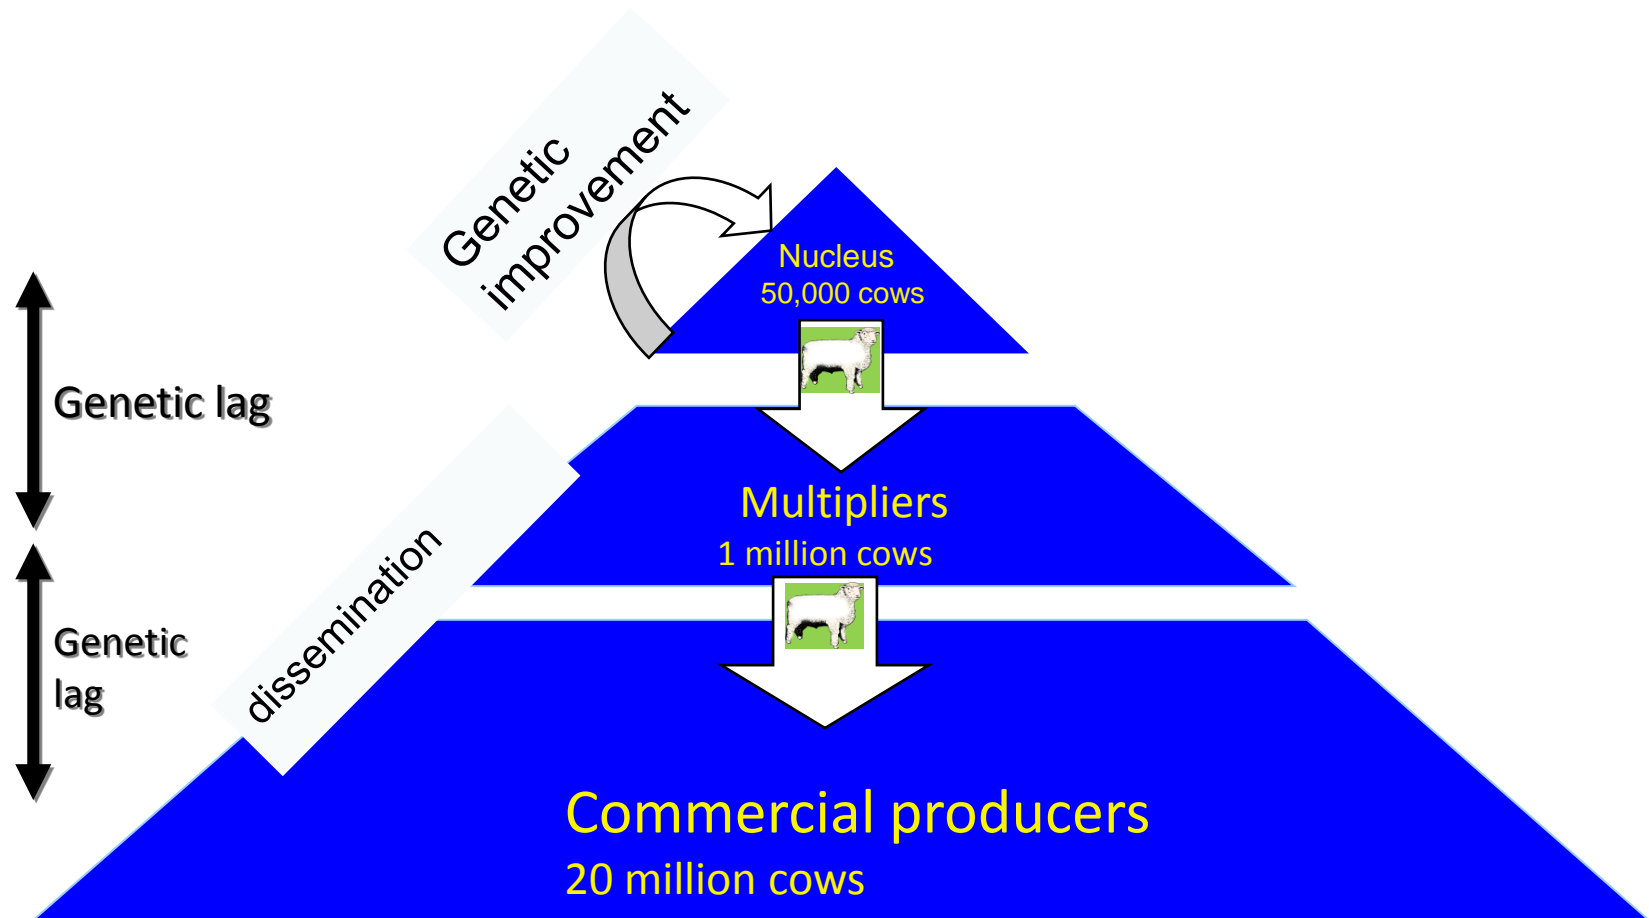 Genetic
improvement
Nucleus
50,000 cows
Genetic lag
Multipliers
1 million cows
dissemination
Genetic
lag
Commercial producers
20 million cows